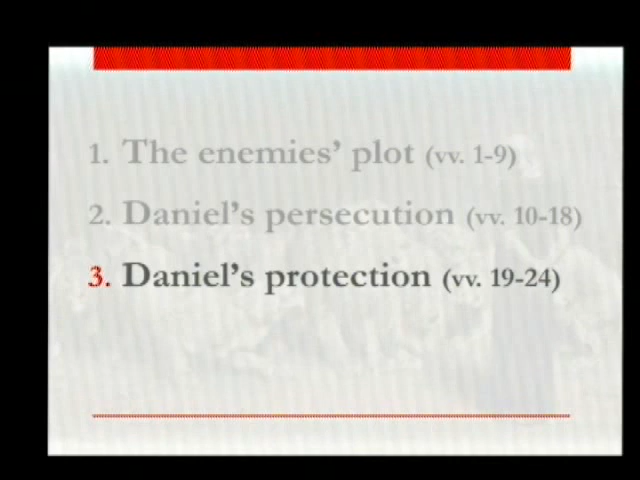 1. The enemies' plot (vv. 1-9)
2. Daniel's persecution (vv. 10-18)
3. Daniel's protection (vv. 19-24)